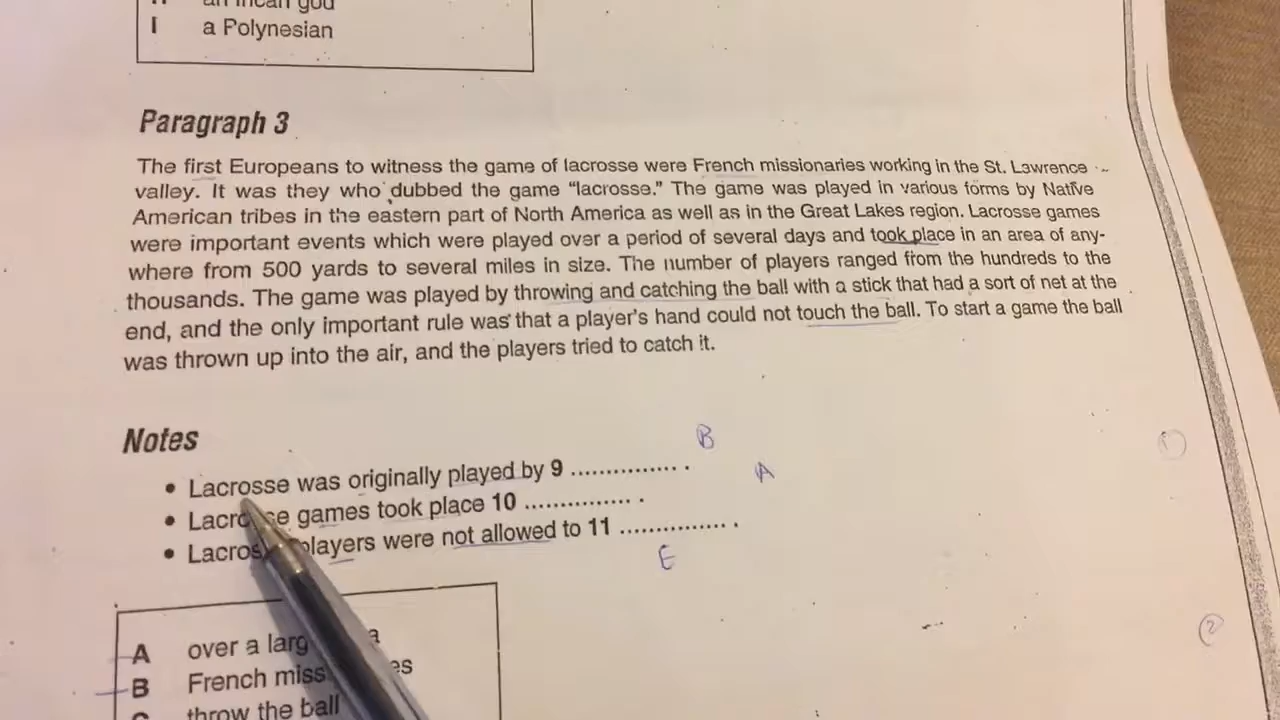 an Incan god
I a Polynesian
Paragraph 3
The first Europeans to witness the game of lacrosse were French missionaries working in the St. Lawrence
valley. It was they who dubbed the game “lacrosse.” The game was played in various forms by Native
American tribes in the eastern part of North America as well as in the Great Lakes region. Lacrosse games
were important events which were played over a period of several days and took place in an area of any-
where from 500 yards to several miles in size. The number of players ranged from the hundreds to the
thousands. The game was played by throwing and catching the ball with a stick that had a sort of net at the
end, and the only important rule was that a player's hand could not touch the ball. To start a game the ball
was thrown up into the air, and the players tried to catch it.
Notes
B
• Lacrosse was originally played by 9 ............... .
A
• Lacrosse games took place 10 ............... .
• Lacrosse players were not allowed to 11 ............... .
E
1
2
A over a larg a
B French miss es
C throw the ball